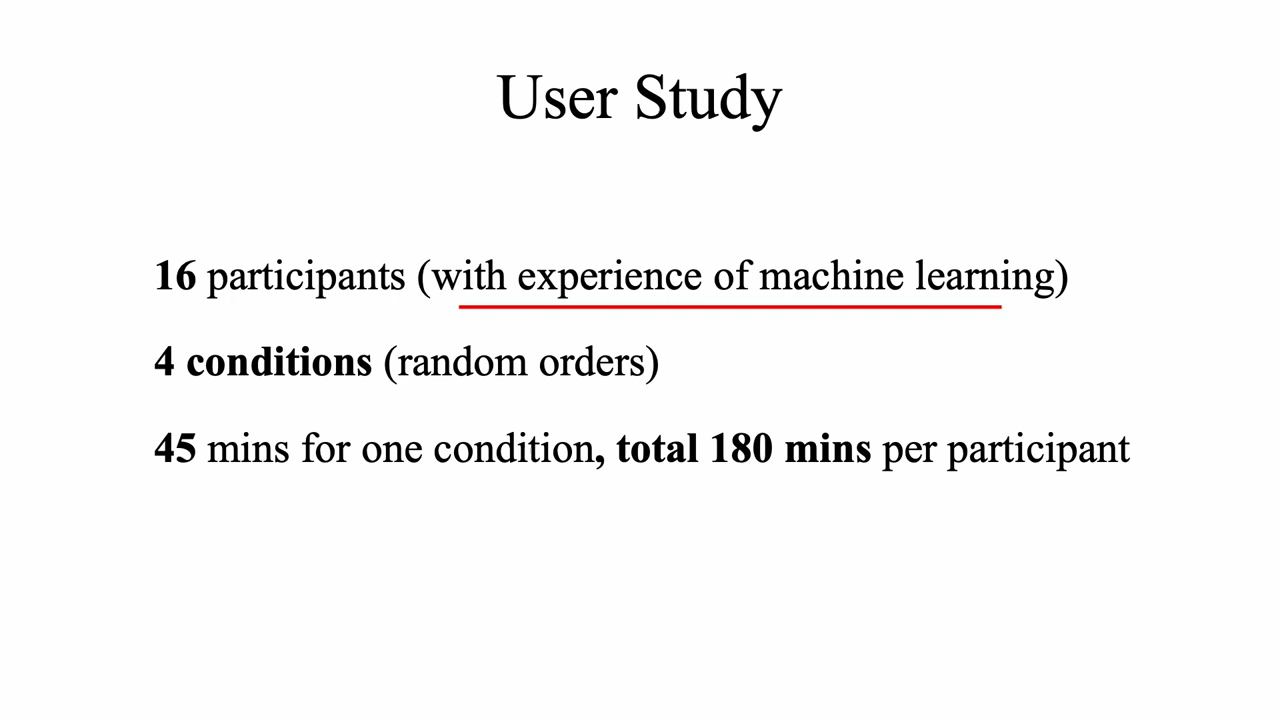 User Study
16 participants (with experience of machine learning)
4 conditions (random orders)
45 mins for one condition, total 180 mins per participant